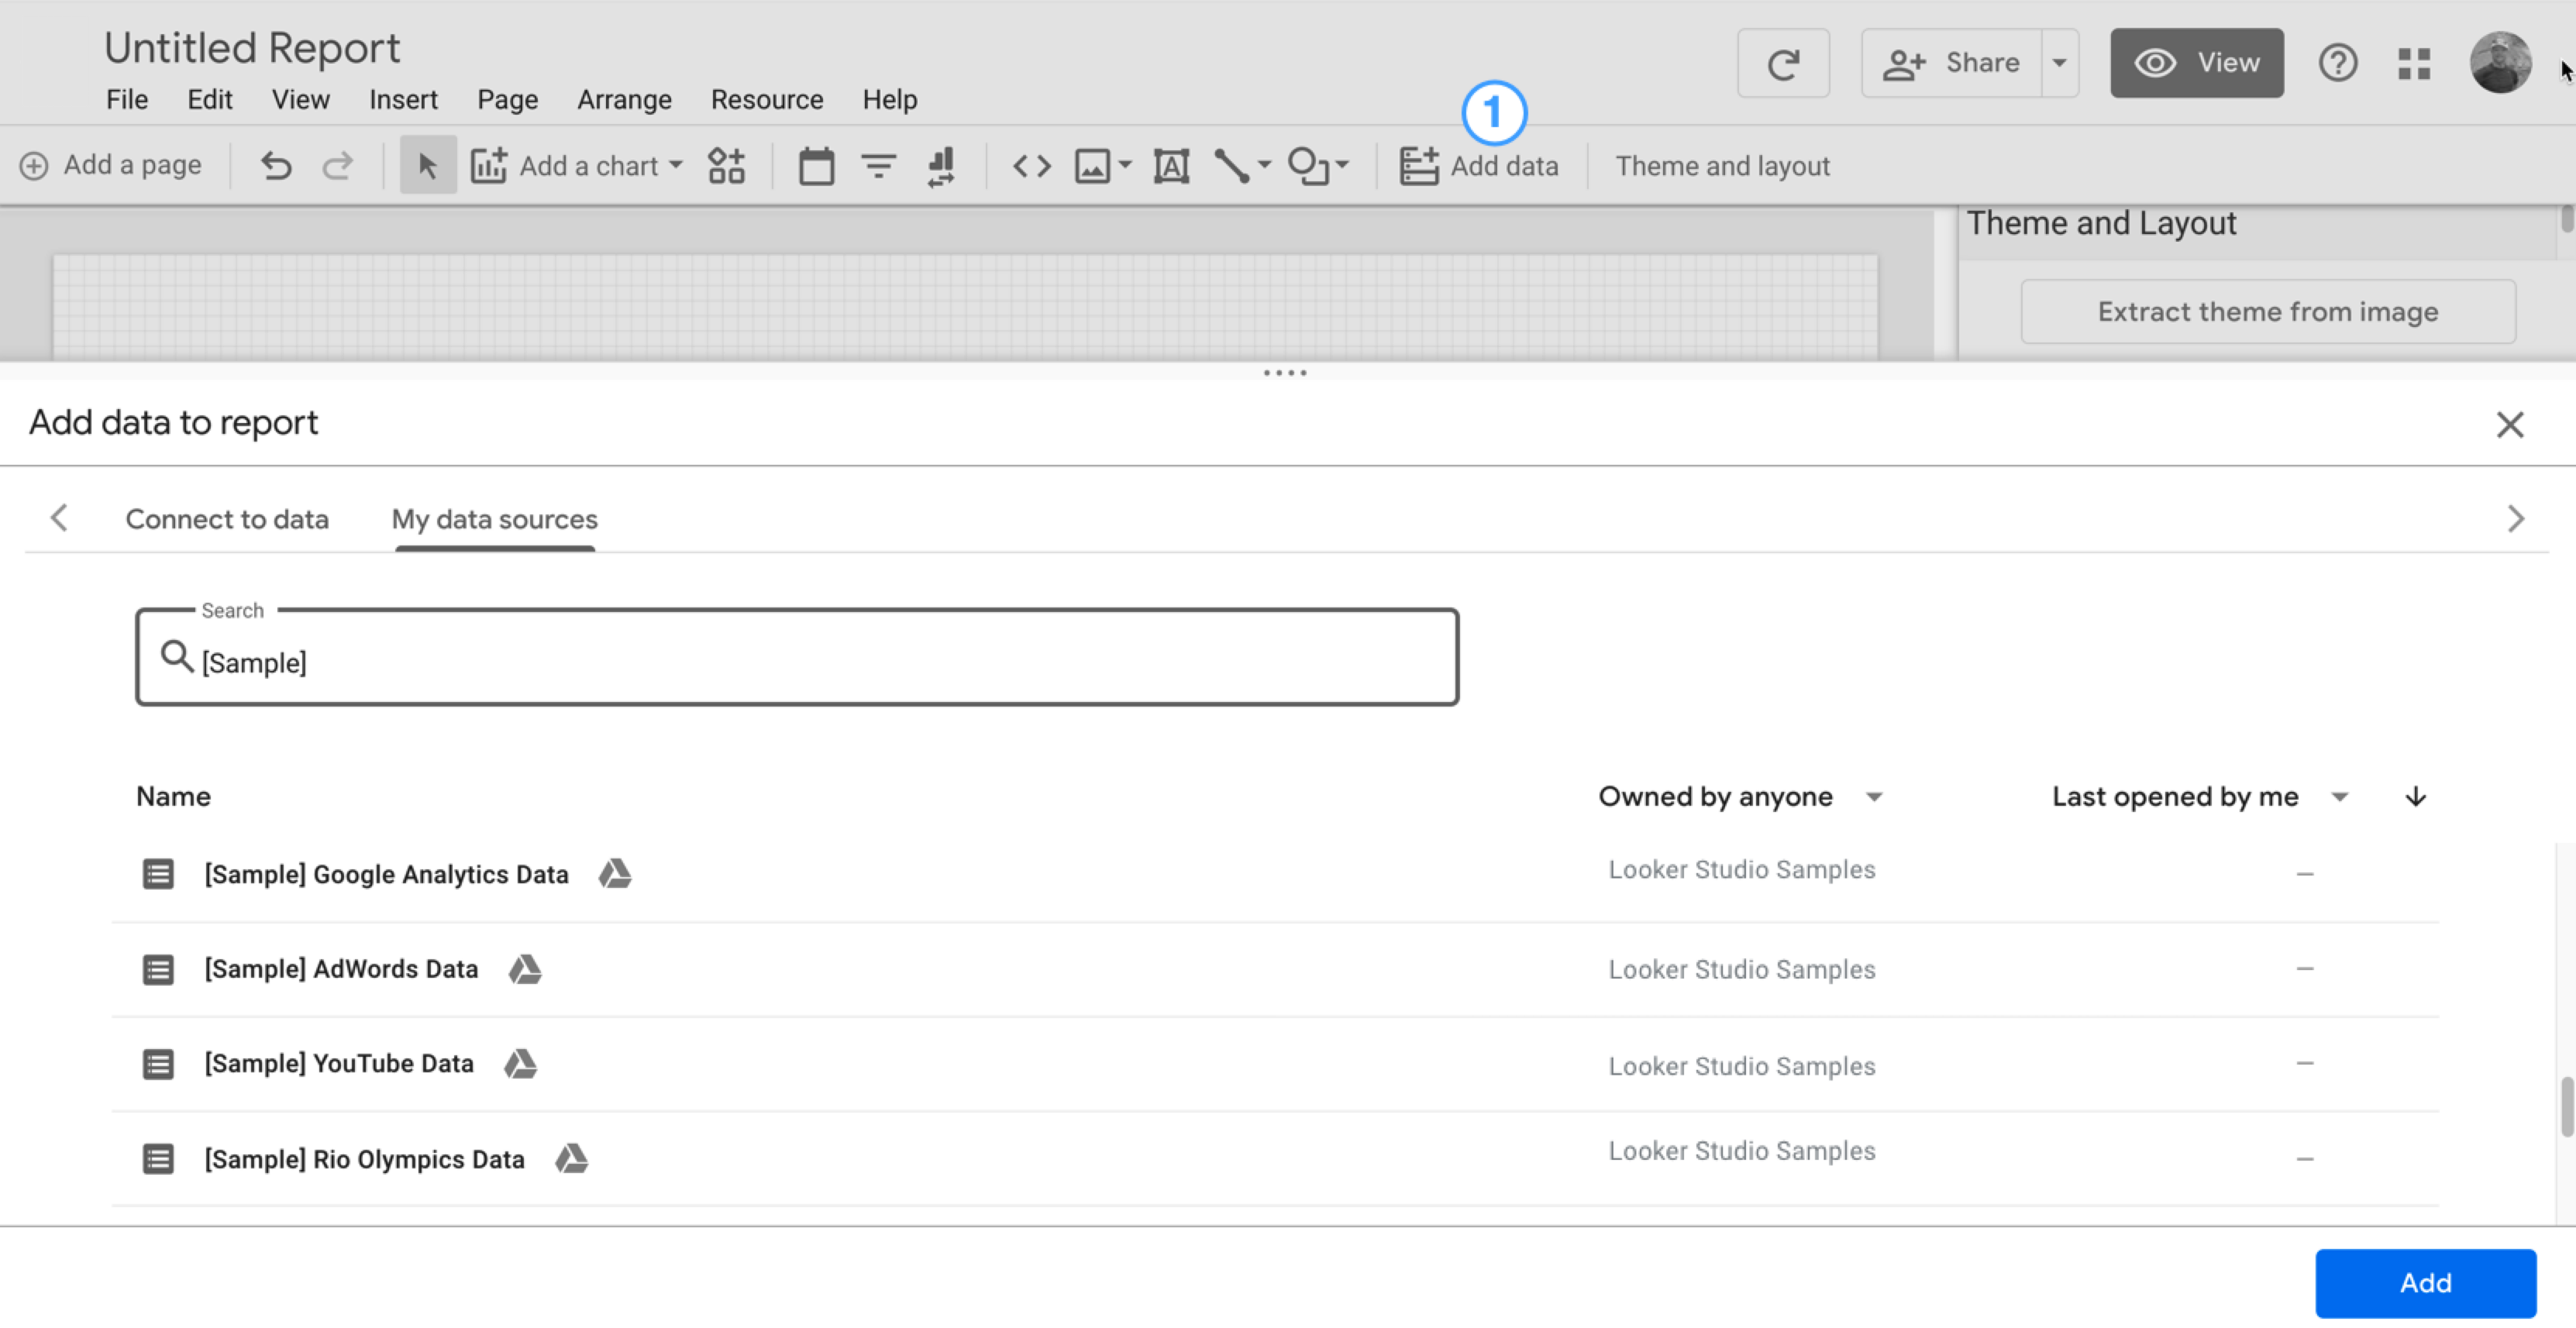 Untitled Report
File Edit View Insert Page Arrange Resource Help
Share View
1
Add a page Add a chart Add data Theme and layout
Theme and Layout
Extract theme from image
Add data to report
Connect to data My data sources
Search
[Sample]
Name Owned by anyone Last opened by me
[Sample] Google Analytics Data Looker Studio Samples –
[Sample] AdWords Data Looker Studio Samples –
[Sample] YouTube Data Looker Studio Samples –
[Sample] Rio Olympics Data Looker Studio Samples –
Add